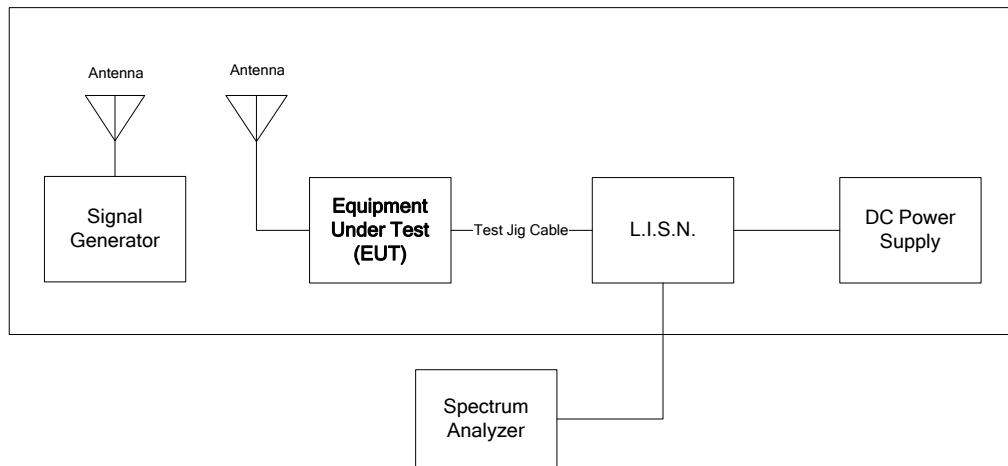 Antenna
Antenna
Signal
Generator
Equipment
Under Test
(EUT)
Test Jig Cable
L.I.S.N.
DC Power
Supply
Spectrum
Analyzer